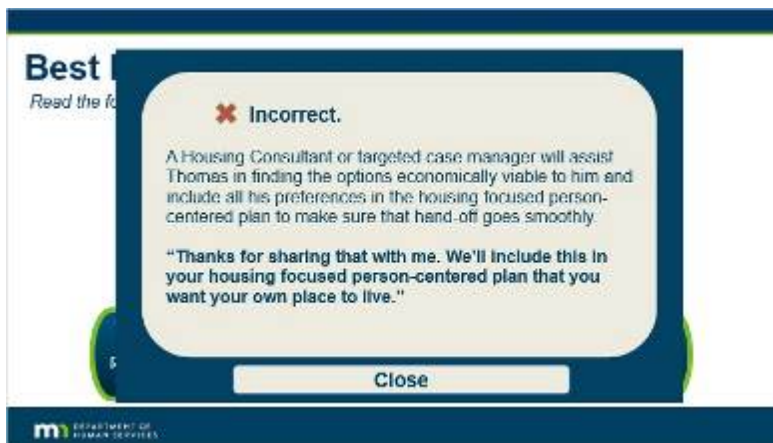 Best
Read the fo
✖ Incorrect.
A Housing Consultant or targeted case manager will assist
Thomas in finding the options economically viable to him and
include all his preferences in the housing focused person-
centered plan to make sure that hand-off goes smoothly.
"Thanks for sharing that with me. We'll include this in
your housing focused person-centered plan that you
want your own place to live."
Close
mn DEPARTMENT OF
HUMAN SERVICES